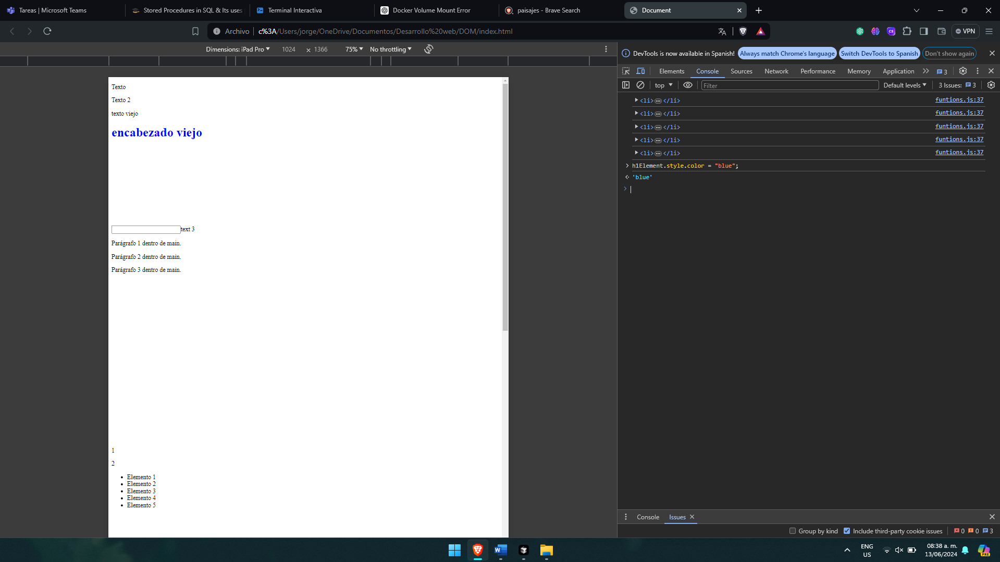 Tareas | Microsoft Teams
Stored Procedures in SQL & Its uses
Terminal Interactiva
Docker Volume Mount Error
paisajes - Brave Search
Document
Archivo
c%3A/Users/jorge/OneDrive/Documentos/Desarrollo%20web/DOM/index.html
VPN
Dimensions: iPad Pro
1024
x
1366
75%
No throttling
DevTools is now available in Spanish!
Always match Chrome's language
Switch DevTools to Spanish
Don't show again
Elements
Console
Sources
Network
Performance
Memory
Application
3
top
Filter
Default levels
3 Issues:
3
Texto
Texto 2
texto viejo
encabezado viejo
text 3
Parágrafo 1 dentro de main.
Parágrafo 2 dentro de main.
Parágrafo 3 dentro de main.
1
2
• Elemento 1
• Elemento 2
• Elemento 3
• Elemento 4
• Elemento 5
<li>…</li> funtions.js:37
<li>…</li> funtions.js:37
<li>…</li> funtions.js:37
<li>…</li> funtions.js:37
<li>…</li> funtions.js:37
h1Element.style.color = "blue";
'blue'
Console
Issues
Group by kind
Include third-party cookie issues
0
0
3
ENG
US
08:38 a. m.
13/06/2024
PRE